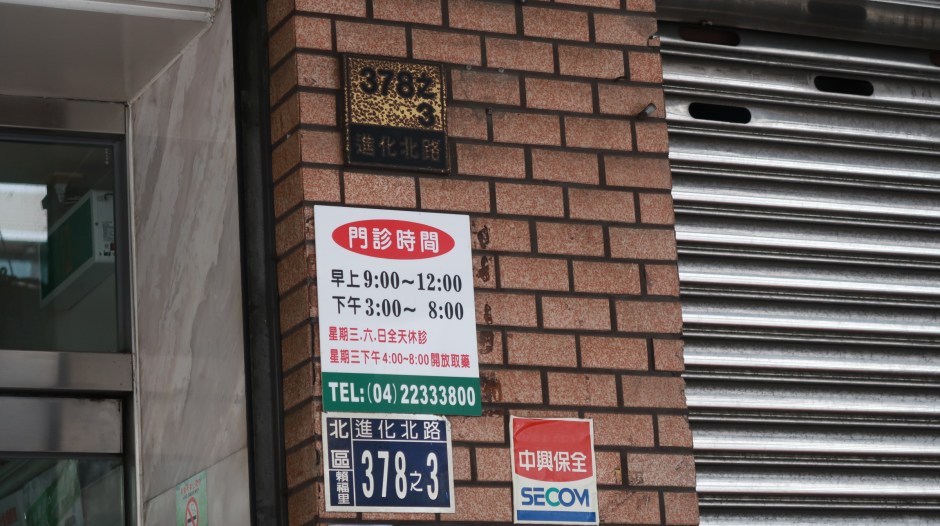 378之
3
進化北路
門診時間
早上9:00～12:00
下午3:00～ 8:00
星期三.六.日全天休診
星期三下午4:00~8:00開放取藥
TEL:(04)22333800
北區
賴福里
進化北路
378之3
中興保全
SECOM